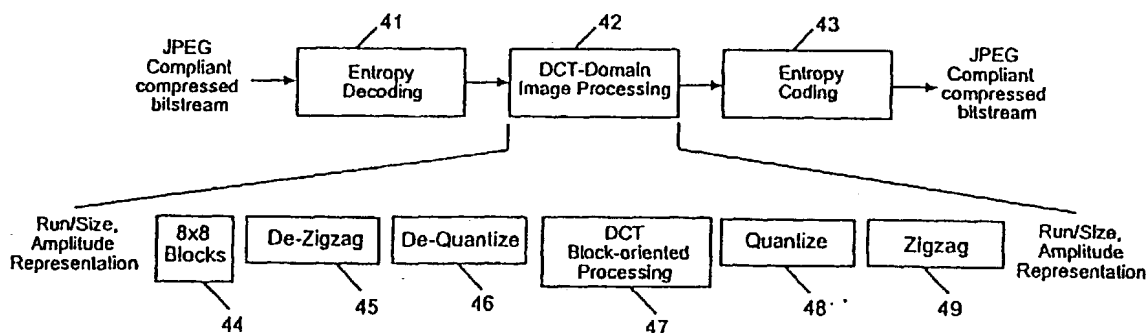 41
42
43
JPEG
Compliant
compressed
bitstream
Entropy
Decoding
DCT-Domain
Image Processing
Entropy
Coding
JPEG
Compliant
compressed
bitstream
Run/Size,
Amplitude
Representation
8x8
Blocks
De-Zigzag
De-Quantize
DCT
Block-oriented
Processing
Quantize
Zigzag
Run/Size,
Amplitude
Representation
44
45
46
47
48
49